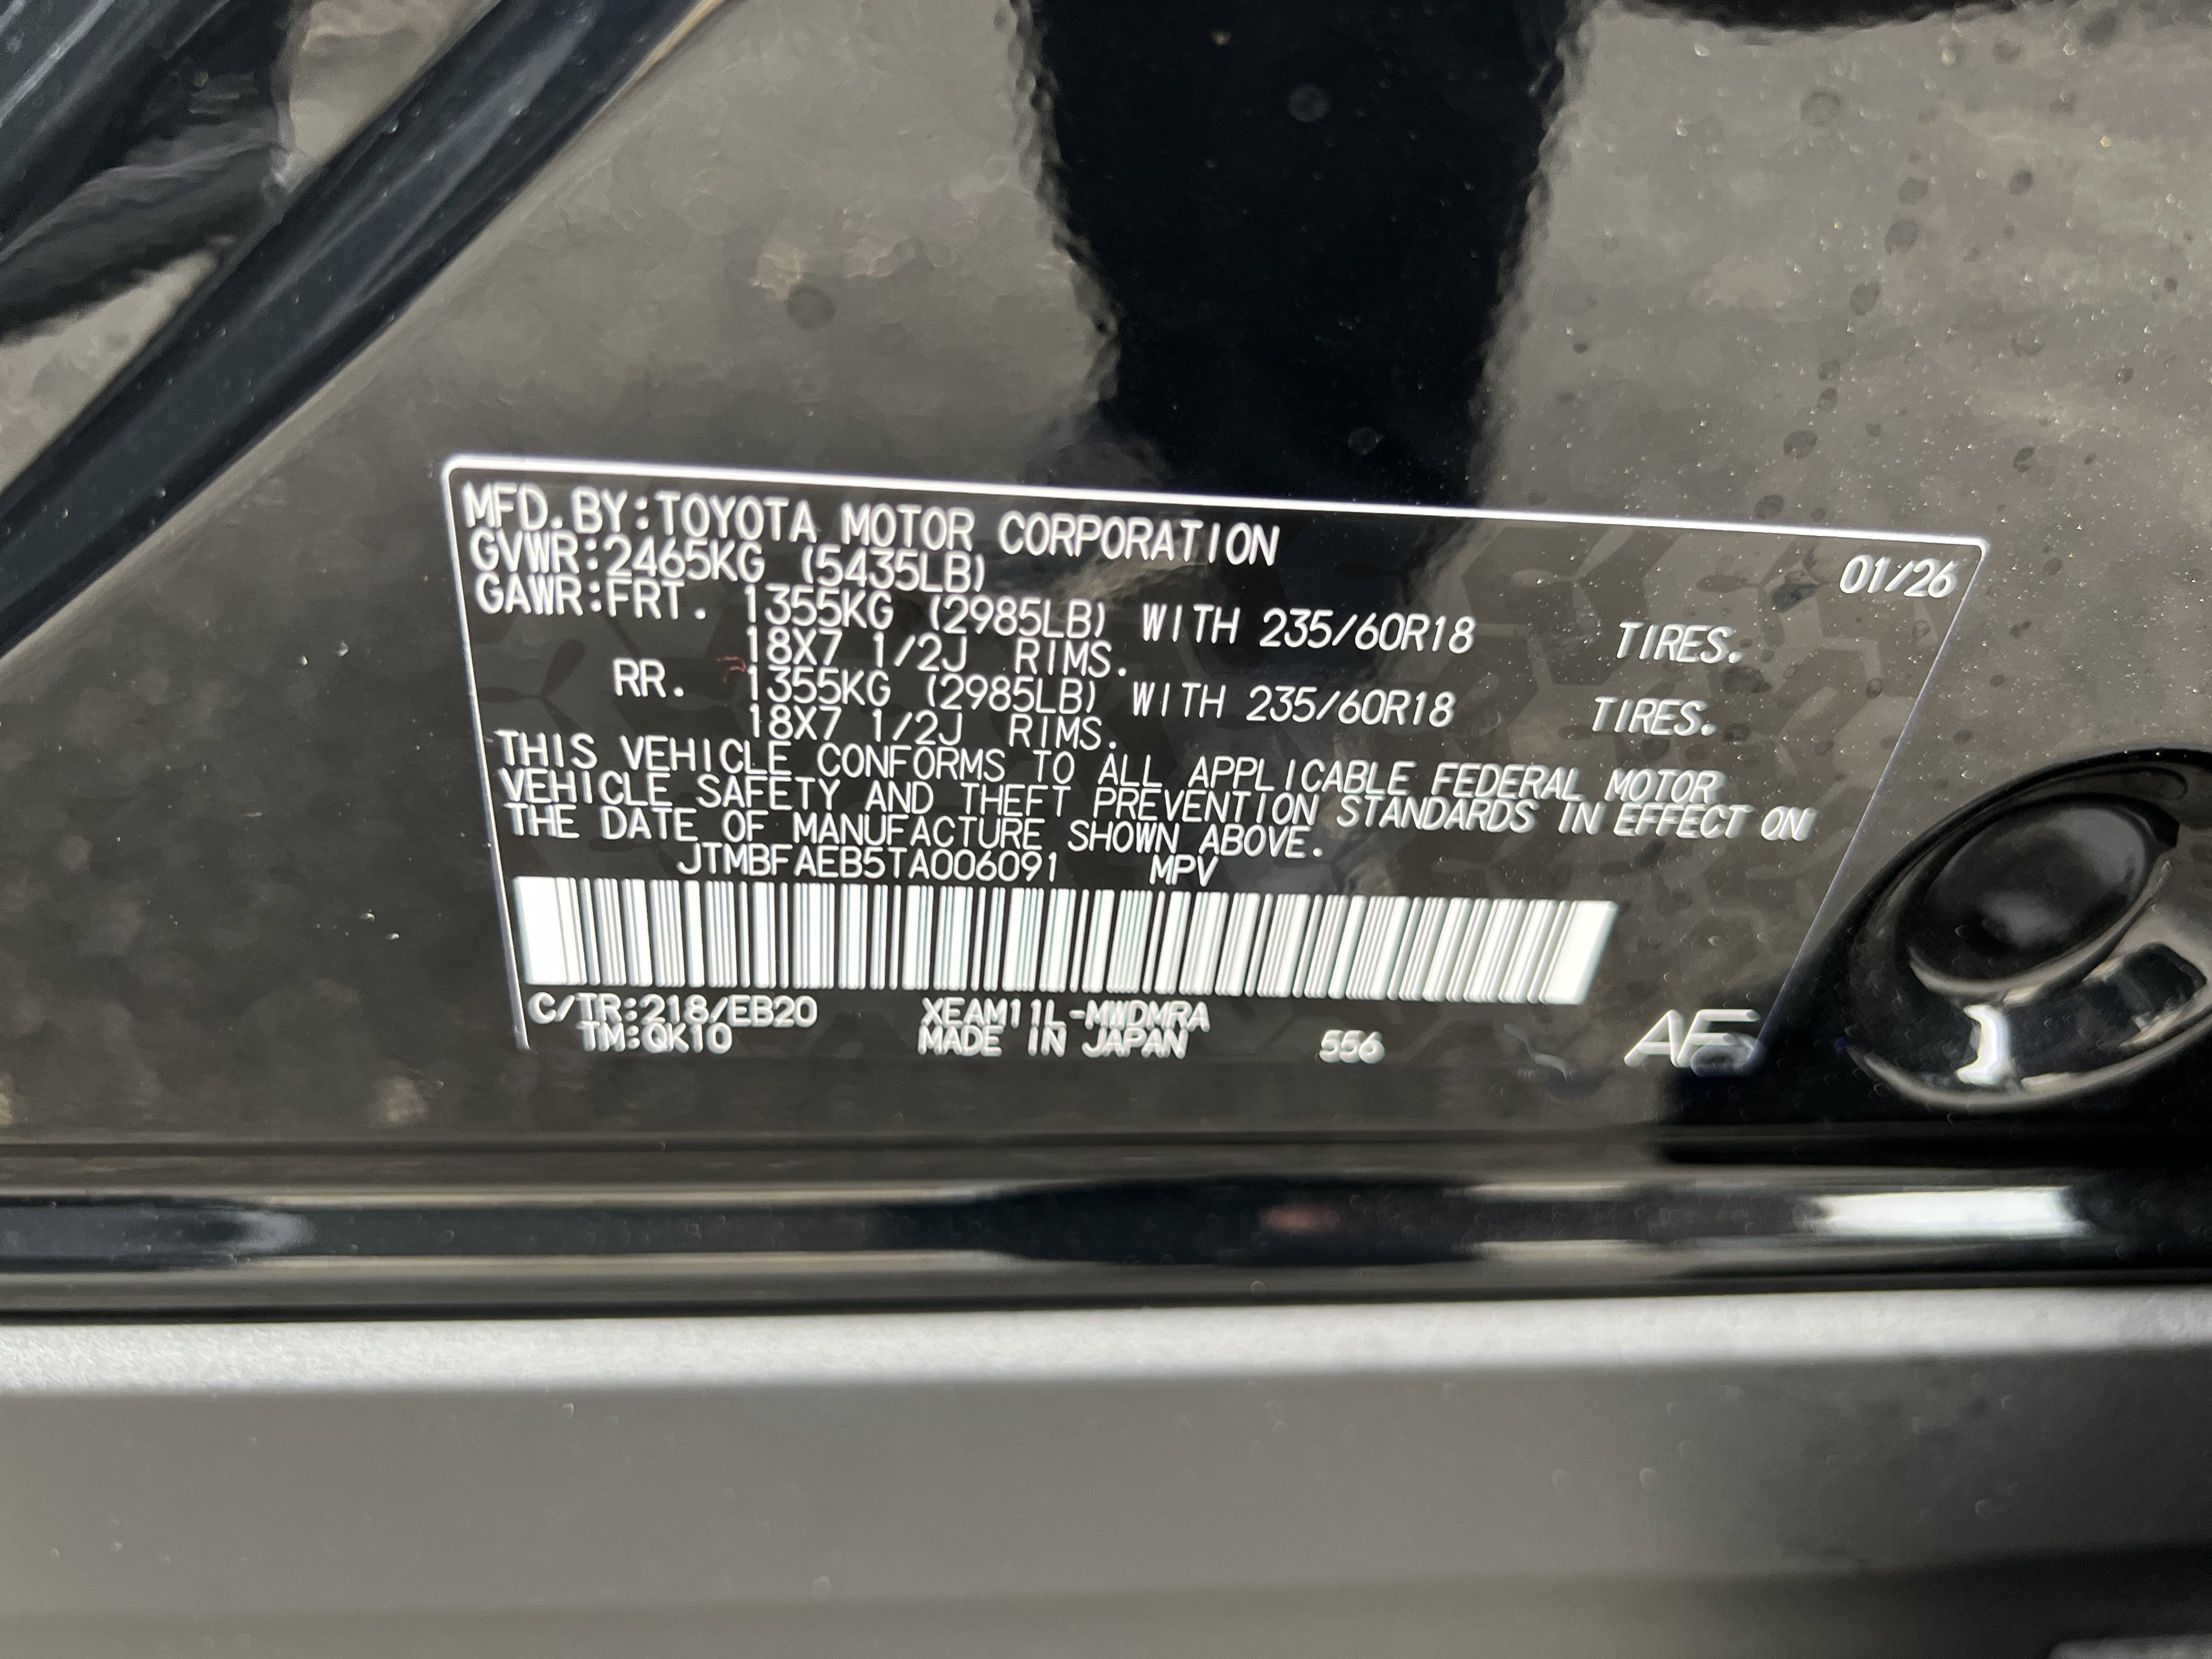 MFD.BY:TOYOTA MOTOR CORPORATION 01/26
GVWR:2465KG (5435LB)
GAWR:FRT. 1355KG (2985LB) WITH 235/60R18 TIRES.
18X7 1/2J RIMS.
RR. 1355KG (2985LB) WITH 235/60R18 TIRES.
18X7 1/2J RIMS.
THIS VEHICLE CONFORMS TO ALL APPLICABLE FEDERAL MOTOR
VEHICLE SAFETY AND THEFT PREVENTION STANDARDS IN EFFECT ON
THE DATE OF MANUFACTURE SHOWN ABOVE.
JTMBFAEB5TA006091 MPV
C/TR:218/EB20 XEAM11L-MWDMRA
TM:QK10 MADE IN JAPAN 556